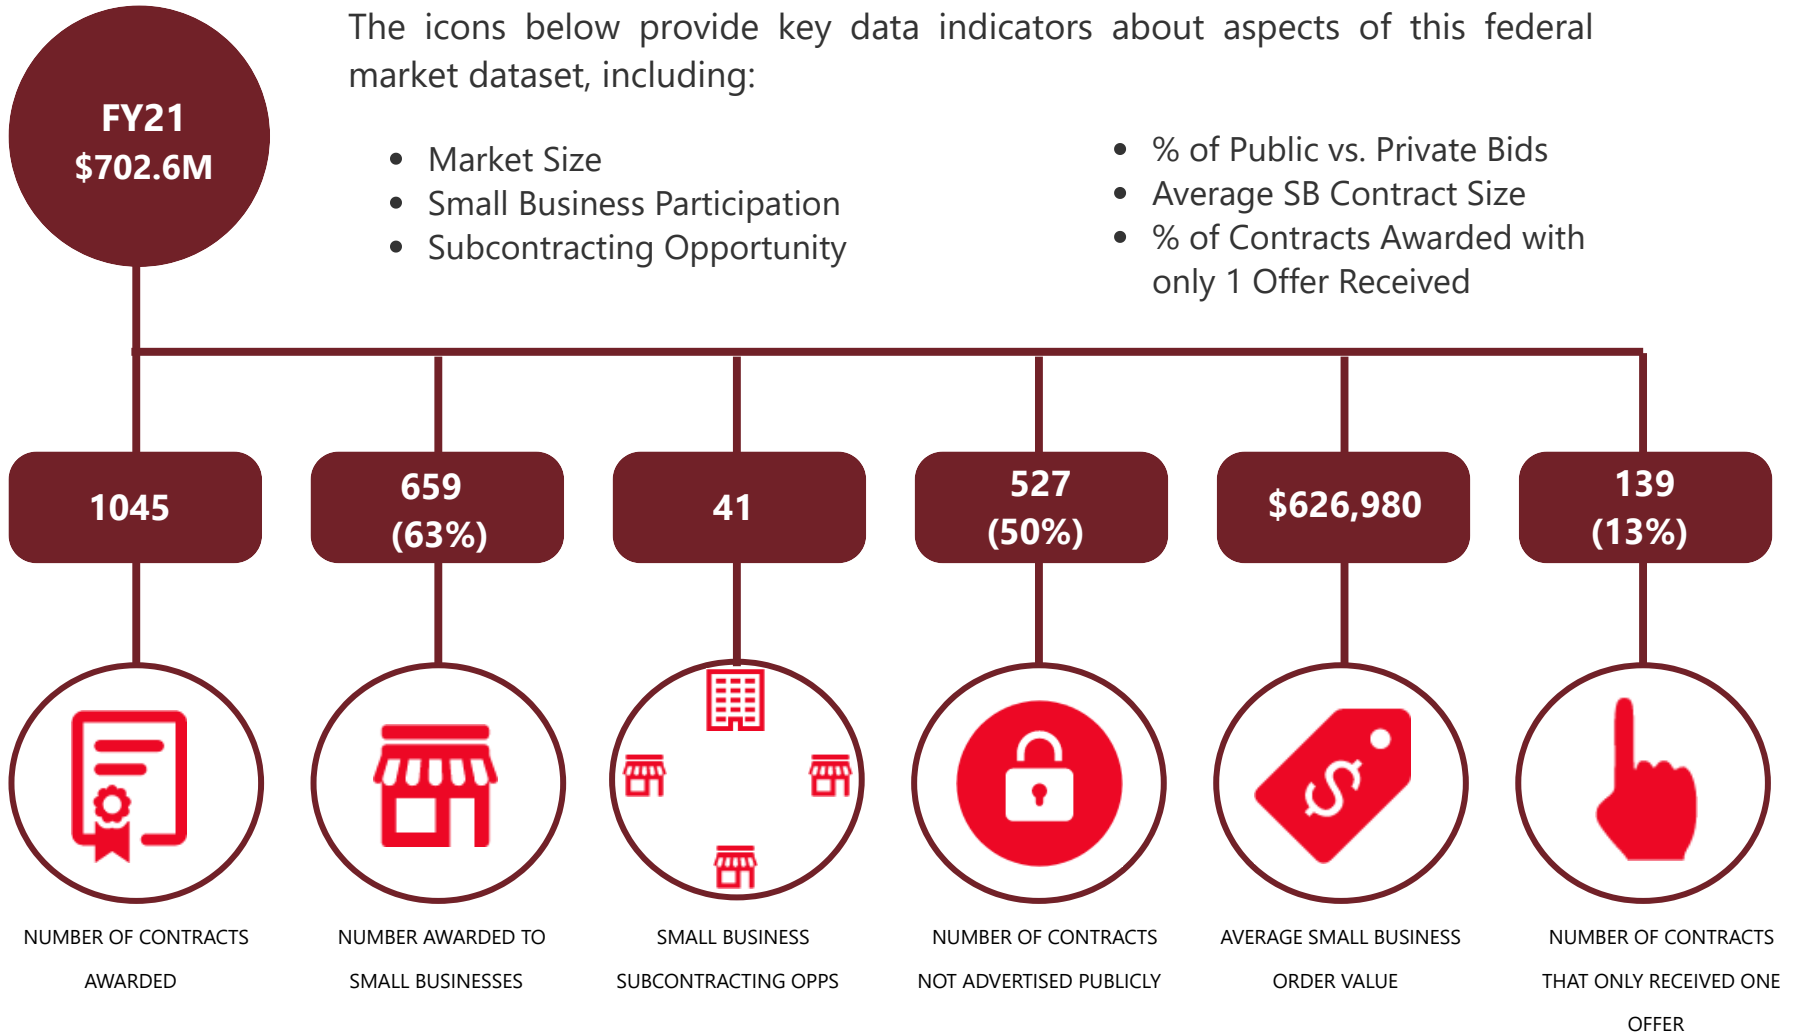 FY21
$702.6M
The icons below provide key data indicators about aspects of this federal
market dataset, including:
• Market Size
• Small Business Participation
• Subcontracting Opportunity
• % of Public vs. Private Bids
• Average SB Contract Size
• % of Contracts Awarded with
only 1 Offer Received
1045
659
(63%)
41
527
(50%)
$626,980
139
(13%)
NUMBER OF CONTRACTS
AWARDED
NUMBER AWARDED TO
SMALL BUSINESSES
SMALL BUSINESS
SUBCONTRACTING OPPS
NUMBER OF CONTRACTS
NOT ADVERTISED PUBLICLY
AVERAGE SMALL BUSINESS
ORDER VALUE
NUMBER OF CONTRACTS
THAT ONLY RECEIVED ONE
OFFER